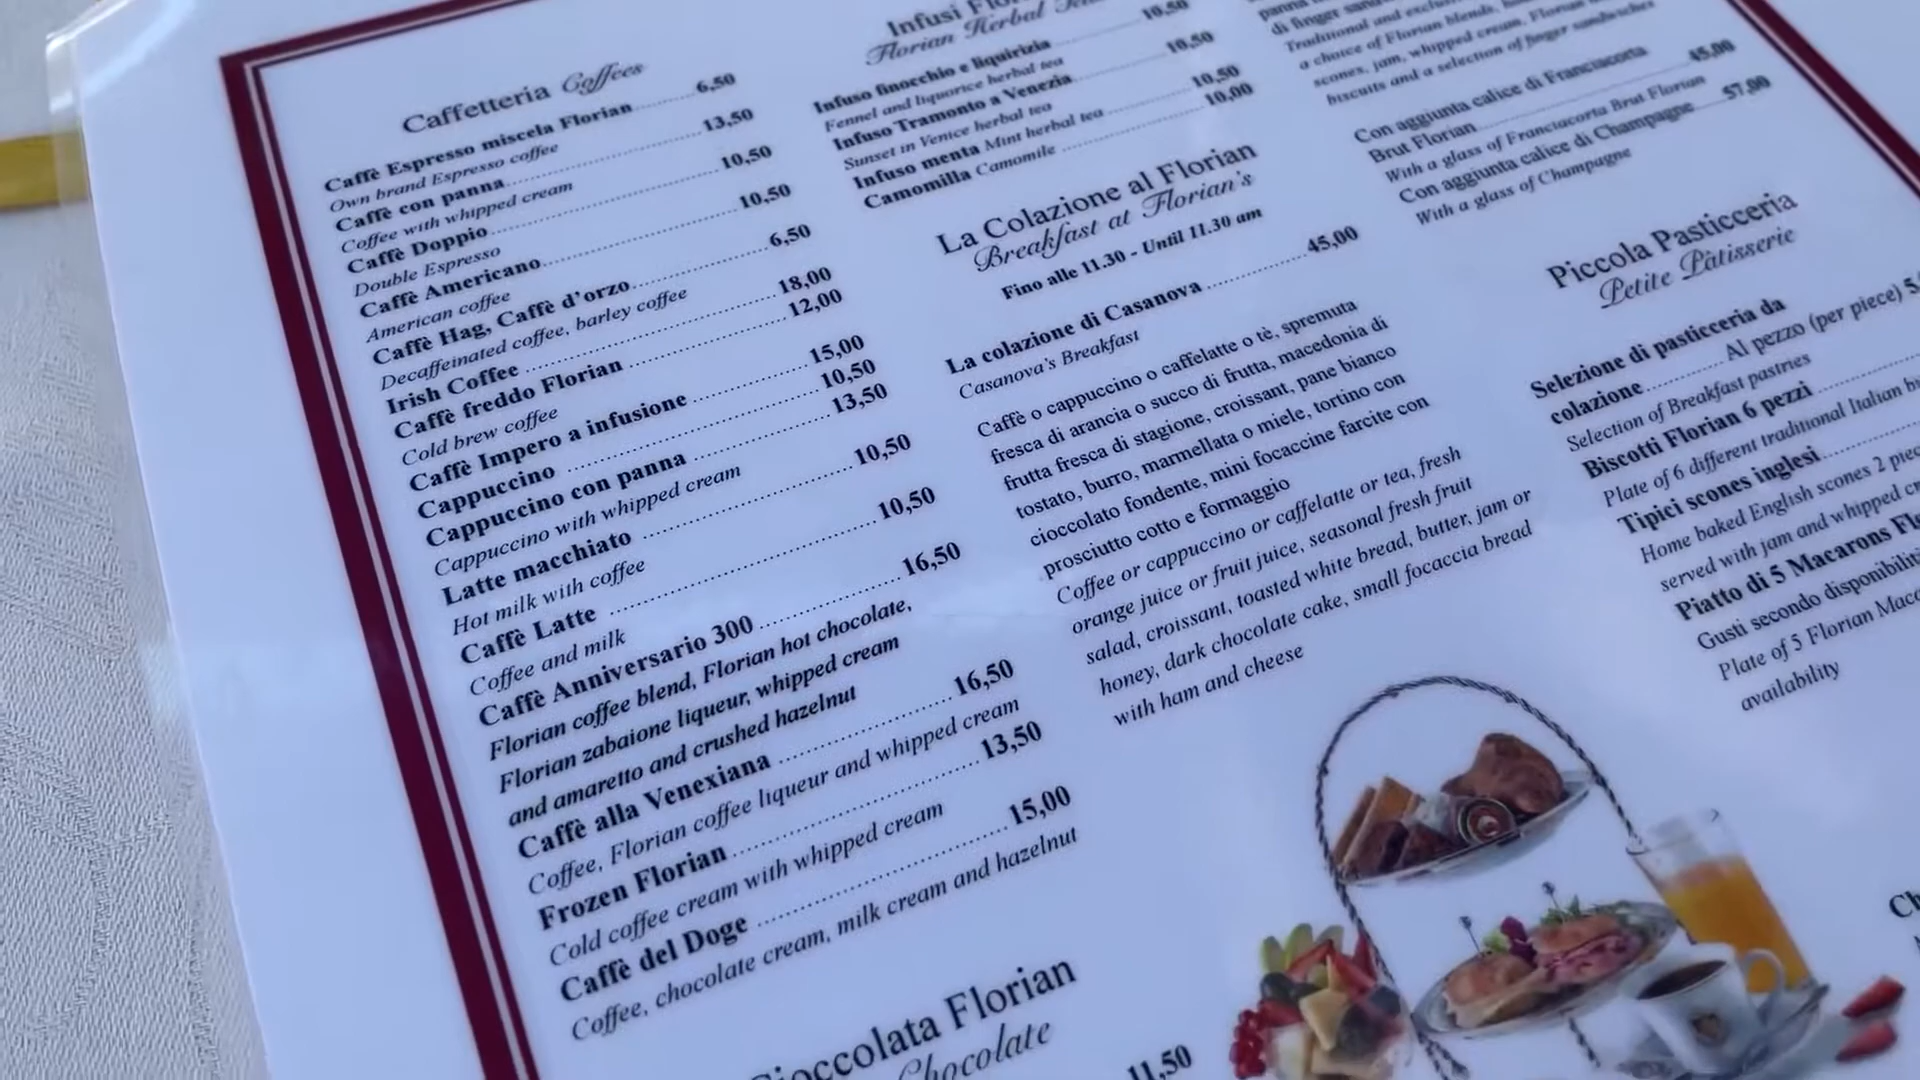 Caffetteria Coffees
Caffè Espresso miscela Florian 6,50
Own brand Espresso coffee
Caffè con panna 13,50
Coffee with whipped cream
Caffè Doppio 10,50
Double Espresso
Caffè Americano 10,50
American coffee
Caffè Hag, Caffè d'orzo 6,50
Decaffeinated coffee, barley coffee
Irish Coffee 18,00
Caffè freddo Florian 12,00
Cold brew coffee
Caffè Impero a infusione 15,00
Cappuccino 10,50
Cappuccino con panna 13,50
Cappuccino with whipped cream
Latte macchiato 10,50
Hot milk with coffee
Caffè Latte 10,50
Coffee and milk
Caffè Anniversario 300 16,50
Florian coffee blend, Florian hot chocolate,
Florian zabaione liqueur, whipped cream
and amaretto and crushed hazelnut
Caffè alla Venexiana 16,50
Coffee, Florian coffee liqueur and whipped cream
Frozen Florian 13,50
Cold coffee cream with whipped cream
Caffè del Doge 15,00
Coffee, chocolate cream, milk cream and hazelnut
Florian
Chocolate
11,50
Infusi
Florian Herbal
10,50
Infuso finocchio e liquirizia 10,50
Fennel and liquorice herbal tea
Infuso Tramonto a Venezia
Sunset in Venice herbal tea
Infuso menta Mint herbal tea 10,50
Camomilla Camomile 10,00
La Colazione al Florian
Breakfast at Florian's
Fino alle 11.30 - Until 11.30 am
La colazione di Casanova 45,00
Casanova's Breakfast
Caffè o cappuccino o caffelatte o tè, spremuta
fresca di arancia o succo di frutta, macedonia di
frutta fresca di stagione, croissant, pane bianco
tostato, burro, marmellata o miele, tortino con
cioccolato fondente, mini focaccine farcite con
prosciutto cotto e formaggio
Coffee or cappuccino or caffelatte or tea, fresh
orange juice or fruit juice, seasonal fresh fruit
salad, croissant, toasted white bread, butter, jam or
honey, dark chocolate cake, small focaccia bread
with ham and cheese
di finger
Traditional and
a choice of Florian blends,
scones, jam, whipped cream, Florian
biscuits and a selection of finger sandwiches
Con aggiunta calice di Franciacorta
Brut Florian 45,00
With a glass of Franciacorta Brut Florian
Con aggiunta calice di Champagne 57,00
With a glass of Champagne
Piccola Pasticceria
Petite Pâtisserie
Selezione di pasticceria da
colazione Al pezzo (per piece)
Selection of Breakfast pastries
Biscotti Florian 6 pezzi
Plate of 6 different traditional Italian
Tipici scones inglesi
Home baked English scones 2
served with jam and whipped
Piatto di 5 Macarons
Gusti secondo
Plate of 5 Florian
availability